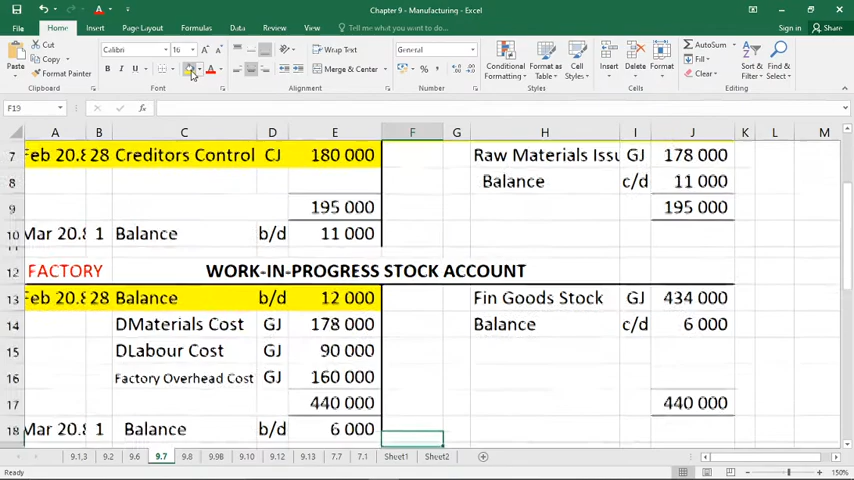 Chapter 9 - Manufacturing - Excel
Sign in Share
File Home Insert Page Layout Formulas Data Review View Tell me what you want to do
Cut
Copy
Format Painter
Paste
Clipboard
Calibri 16
B I U
Font
Wrap Text
Merge & Center
Alignment
General
Number
Conditional Formatting
Format as Table
Cell Styles
Styles
Insert Delete Format
Cells
AutoSum
Fill
Clear
Sort & Filter
Find & Select
Editing
F19 fx
A B C D E F G H I J K L M
7 Feb 20.8 28 Creditors Control CJ 180 000 Raw Materials Issu GJ 178 000
8 Balance c/d 11 000
9 195 000 195 000
10 Mar 20.8 1 Balance b/d 11 000
11
12 FACTORY WORK-IN-PROGRESS STOCK ACCOUNT
13 Feb 20.8 28 Balance b/d 12 000 Fin Goods Stock GJ 434 000
14 DMaterials Cost GJ 178 000 Balance c/d 6 000
15 DLabour Cost GJ 90 000
16 Factory Overhead Cost GJ 160 000
17 440 000 440 000
18 Mar 20.8 1 Balance b/d 6 000
9.1,3 9.2 9.6 9.7 9.8 9.9B 9.10 9.12 9.13 7.7 7.1 Sheet1 Sheet2
Ready 150%